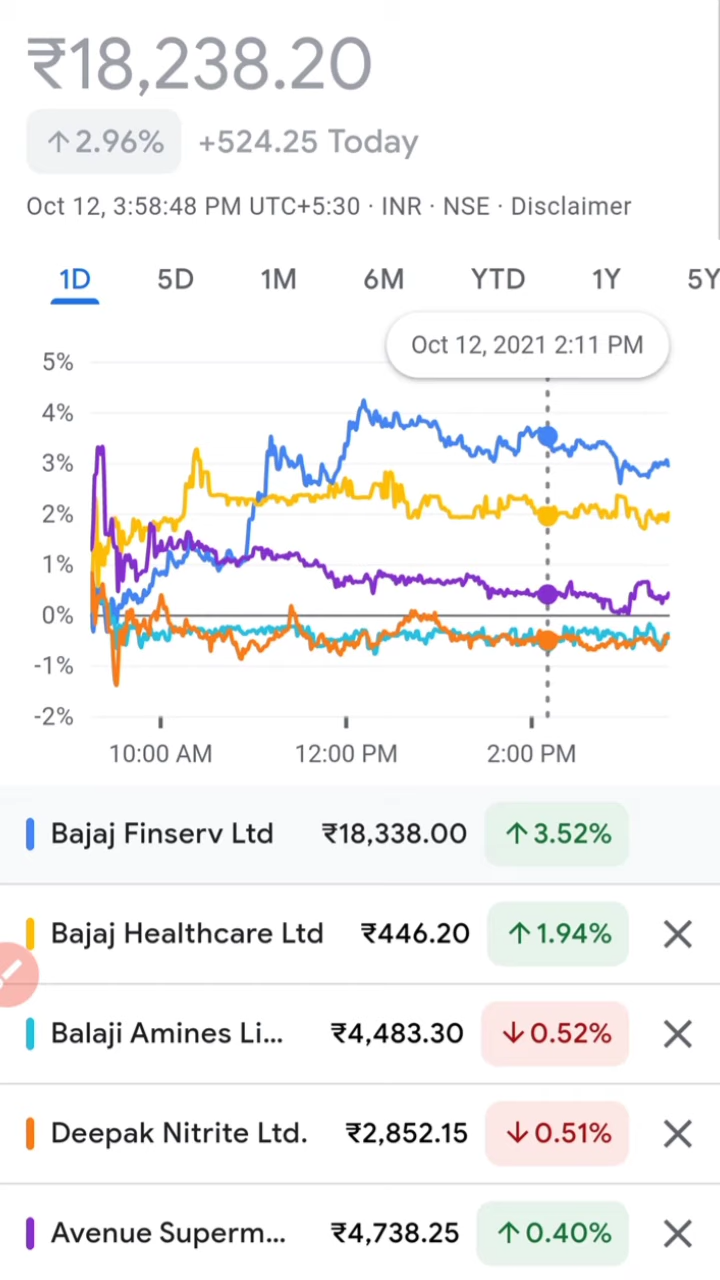 ₹18,238.20
↑2.96% +524.25 Today
Oct 12, 3:58:48 PM UTC+5:30 · INR · NSE · Disclaimer
1D 5D 1M 6M YTD 1Y 5Y
Oct 12, 2021 2:11 PM
5%
4%
3%
2%
1%
0%
-1%
-2%
10:00 AM 12:00 PM 2:00 PM
Bajaj Finserv Ltd ₹18,338.00 ↑3.52%
Bajaj Healthcare Ltd ₹446.20 ↑1.94%
Balaji Amines Li... ₹4,483.30 ↓0.52%
Deepak Nitrite Ltd. ₹2,852.15 ↓0.51%
Avenue Superm... ₹4,738.25 ↑0.40%